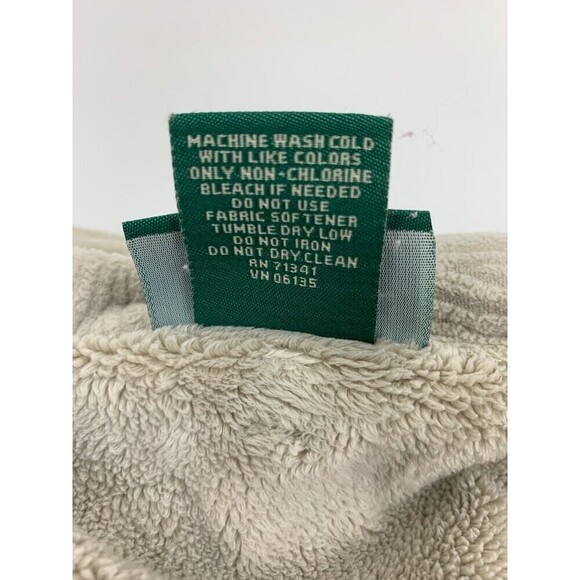 MACHINE WASH COLD
WITH LIKE COLORS
ONLY NON-CHLORINE
BLEACH IF NEEDED
DO NOT USE
FABRIC SOFTENER
TUMBLE DRY LOW
DO NOT IRON
DO NOT DRY CLEAN
RN 71341
VN 06135